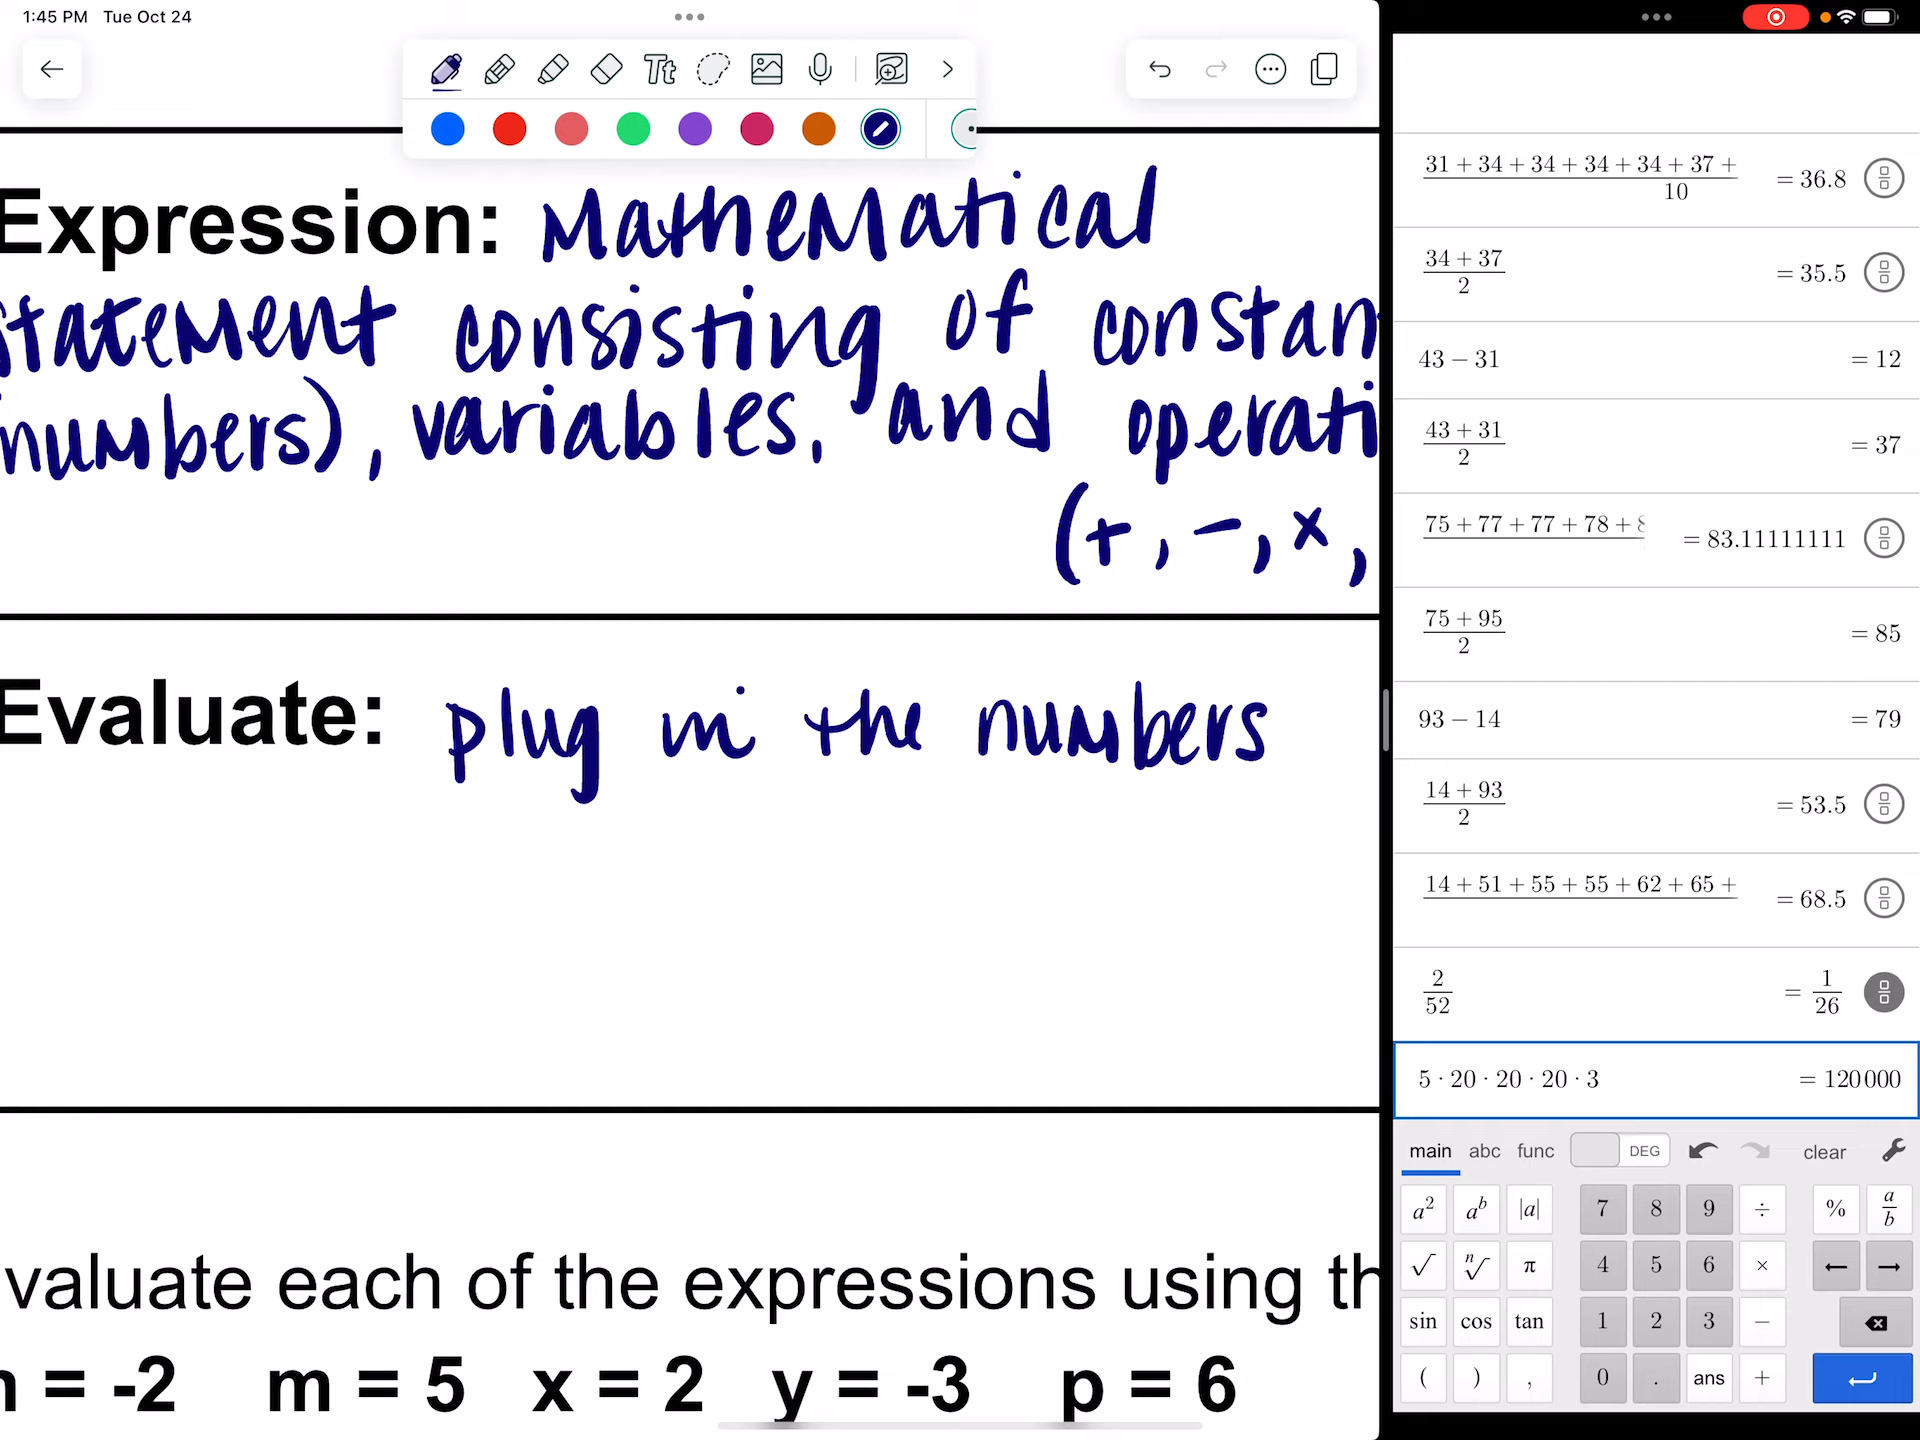 1:45 PM Tue Oct 24
Expression: Mathematical
statement consisting of constan
numbers), variables, and operati
(+, -, x,
Evaluate: plug in the numbers
valuate each of the expressions using th
= -2 m = 5 x = 2 y = -3 p = 6
31 + 34 + 34 + 34 + 34 + 37 + / 10 = 36.8
34 + 37 / 2 = 35.5
43 − 31 = 12
43 + 31 / 2 = 37
75 + 77 + 77 + 78 + 8 = 83.11111111
75 + 95 / 2 = 85
93 − 14 = 79
14 + 93 / 2 = 53.5
14 + 51 + 55 + 55 + 62 + 65 + = 68.5
2 / 52 = 1 / 26
5 · 20 · 20 · 20 · 3 = 120000
main abc func DEG clear
a² aᵇ |a| 7 8 9 ÷ % a/b
√ ⁿ√ π 4 5 6 × ← →
sin cos tan 1 2 3 −
( ) , 0 . ans +